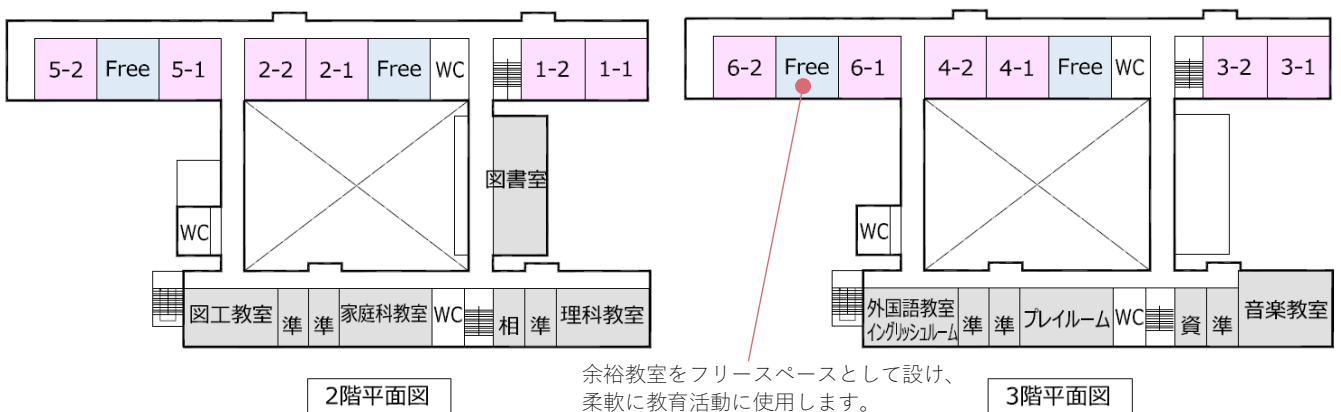 5-2 Free 5-1 2-2 2-1 Free WC 1-2 1-1
図書室
WC
図工教室 準 準 家庭科教室 WC 相 準 理科教室
2階平面図
6-2 Free 6-1 4-2 4-1 Free WC 3-2 3-1
WC
外国語教室
イングリッシュルーム 準 準 プレイルーム WC 資 準 音楽教室
余裕教室をフリースペースとして設け、
柔軟に教育活動に使用します。
3階平面図